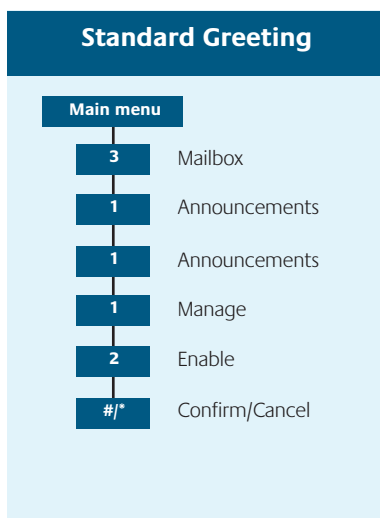 Standard Greeting
Main menu
3 Mailbox
1 Announcements
1 Announcements
1 Manage
2 Enable
#/* Confirm/Cancel